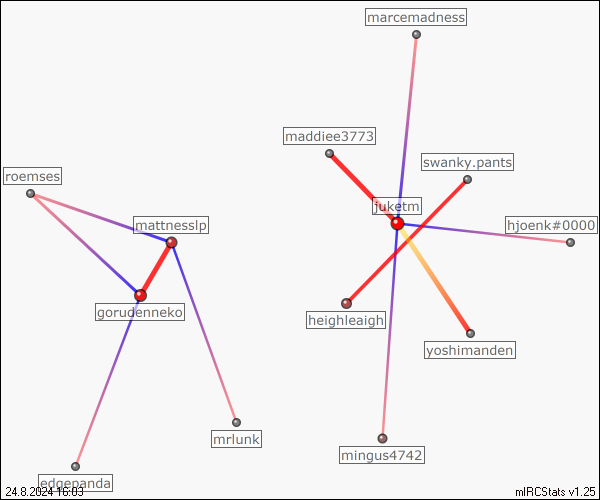 marcemadness
maddiee3773
swanky.pants
roemses
juketm
mattnesslp
hjoenk#0000
gorudenneko
heighleaigh
yoshimanden
mrlunk
mingus4742
edgepanda
24.8.2024 16:03
mIRCStats v1.25